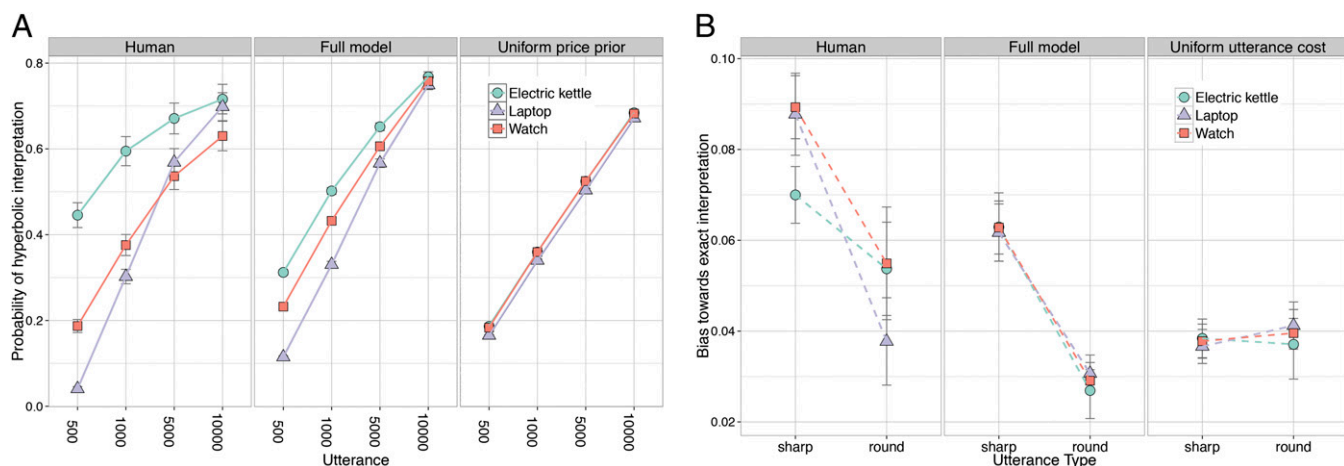 A
Human
Full model
Uniform price prior
Probability of hyperbolic interpretation
0.8
0.6
0.4
0.2
0.0
Electric kettle
Laptop
Watch
500
1000
5000
10000
500
1000
5000
10000
500
1000
5000
10000
Utterance
B
Human
Full model
Uniform utterance cost
Bias towards exact interpretation
0.10
0.08
0.06
0.04
0.02
Electric kettle
Laptop
Watch
sharp
round
sharp
round
sharp
round
Utterance Type